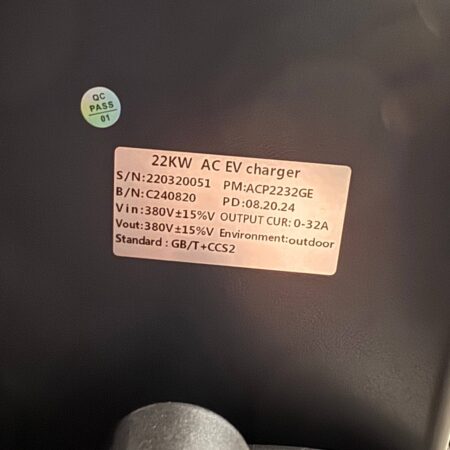 QC
PASS
01
22KW AC EV charger
S/N:220320051 PM:ACP2232GE
B/N:C240820 PD:08.20.24
Vin:380V±15%V OUTPUT CUR: 0-32A
Vout:380V±15%V Environment:outdoor
Standard : GB/T+CCS2